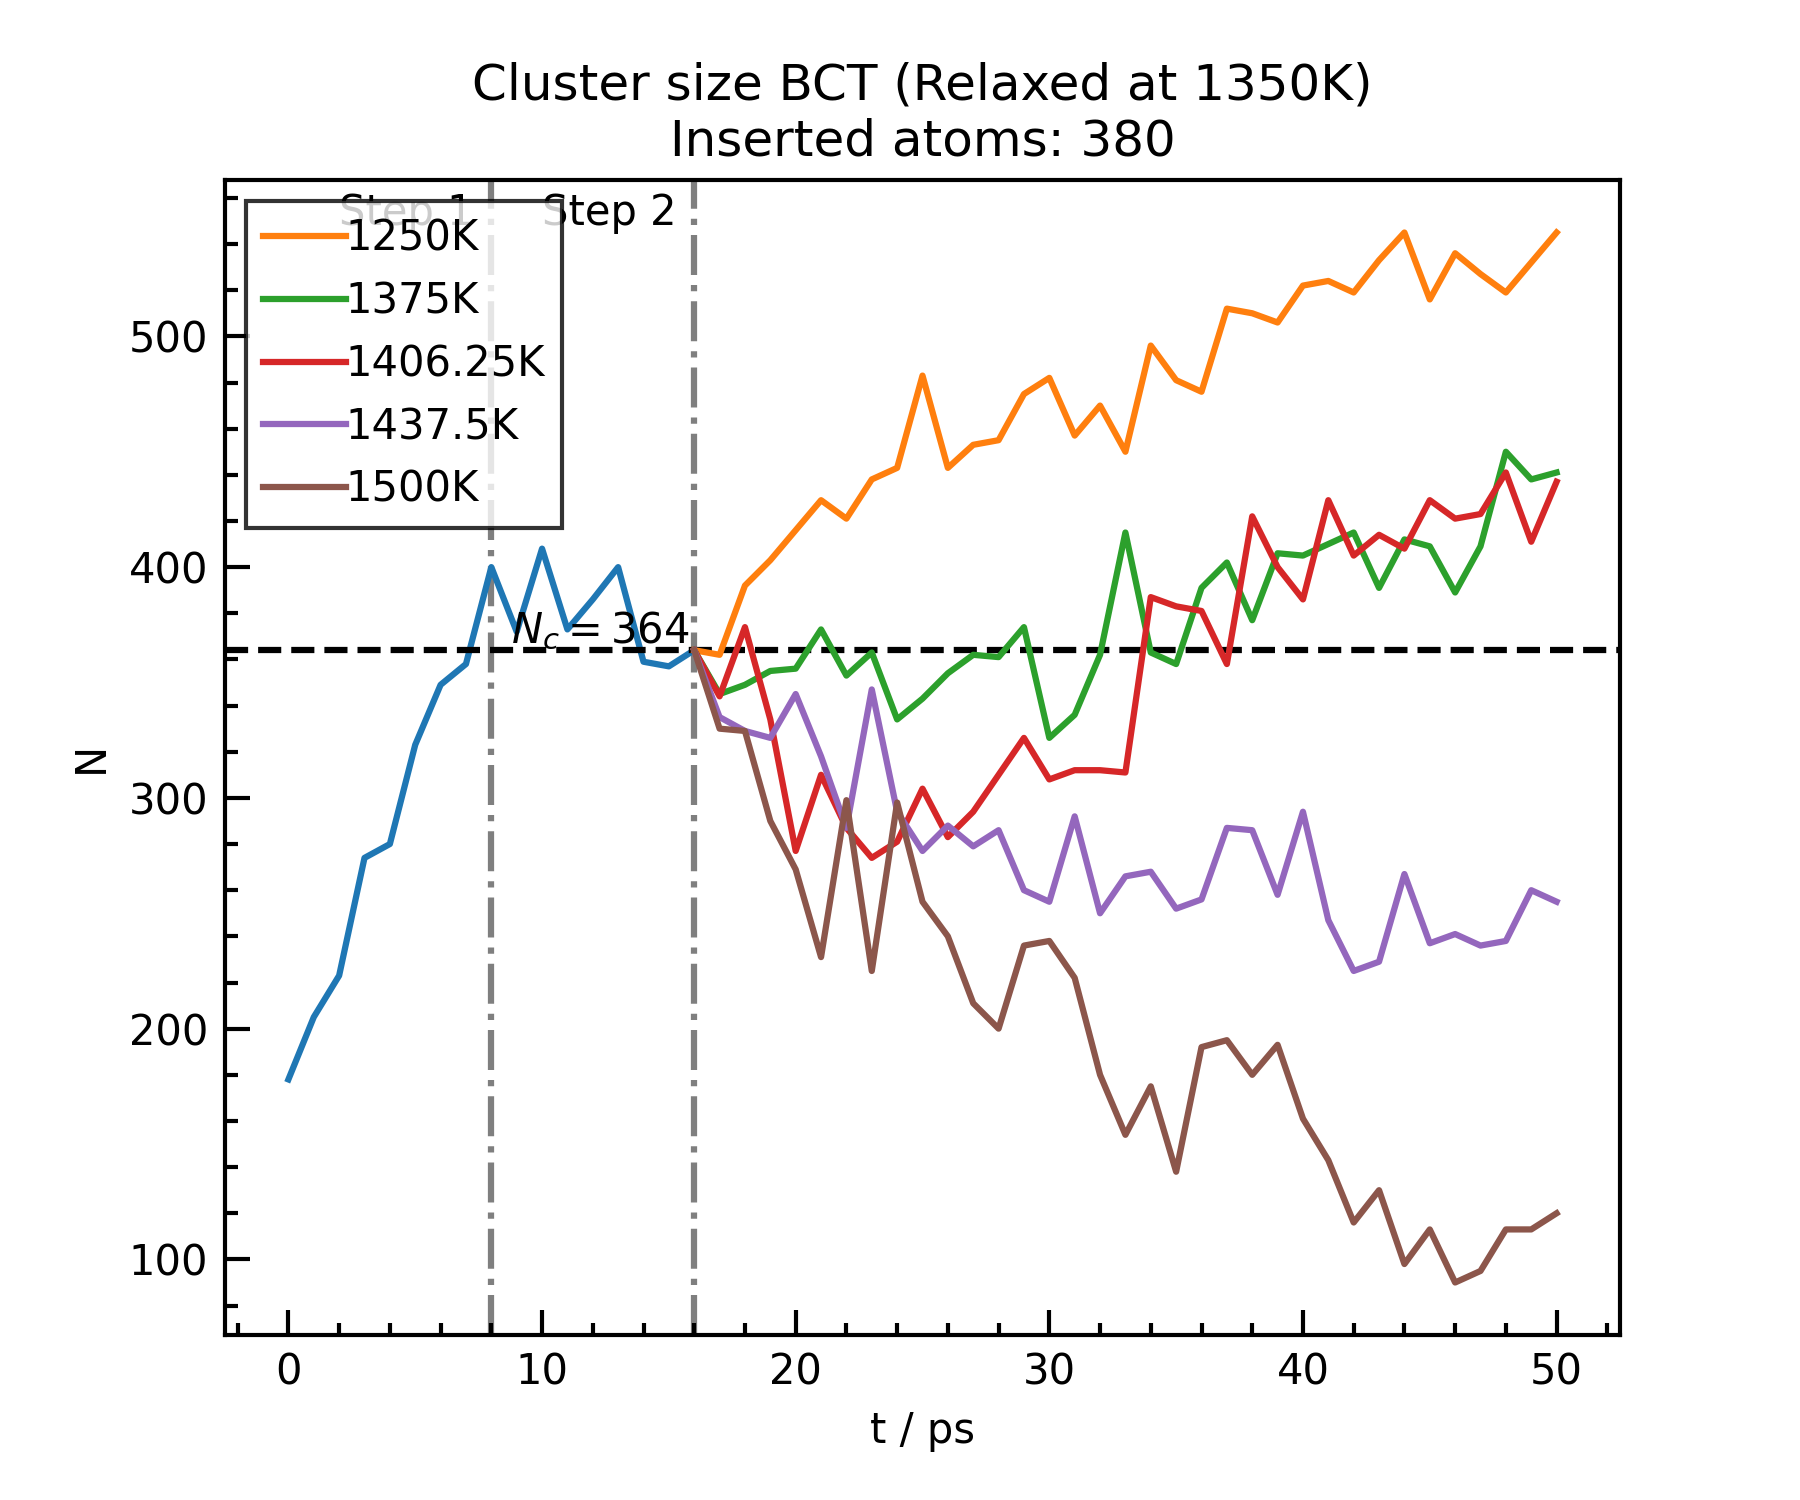 Cluster size BCT (Relaxed at 1350K)
Inserted atoms: 380
Step 1
Step 2
1250K
1375K
1406.25K
1437.5K
1500K
N_c = 364
N
500
400
300
200
100
0 10 20 30 40 50
t / ps